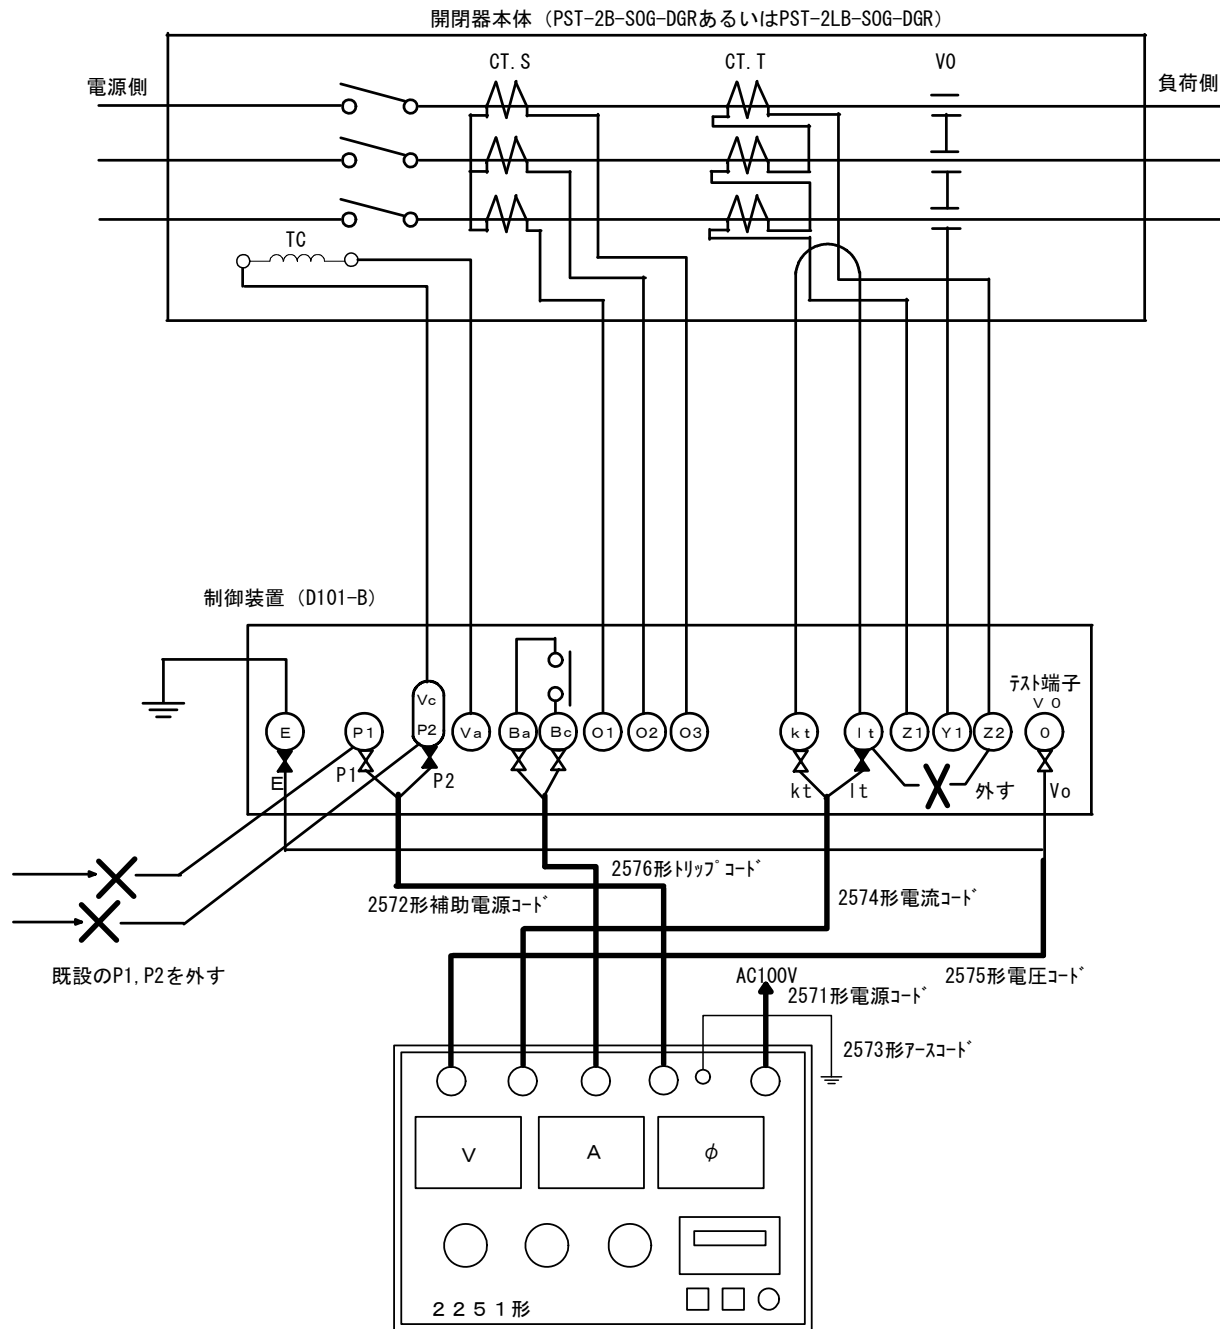 開閉器本体（PST-2B-SOG-DGRあるいはPST-2LB-SOG-DGR）
CT.S
CT.T
V0
電源側
負荷側
TC
制御装置（D101-B）
テスト端子
V0
E
P1
Vc
P2
Va
Ba
Bc
O1
O2
O3
kt
lt
Z1
Y1
Z2
0
E
P1
P2
kt
lt
外す
Vo
2576形トリップコード
2572形補助電源コード
2574形電流コード
既設のP1,P2を外す
AC100V
2575形電圧コード
2571形電源コード
2573形アースコード
V
A
φ
2251形